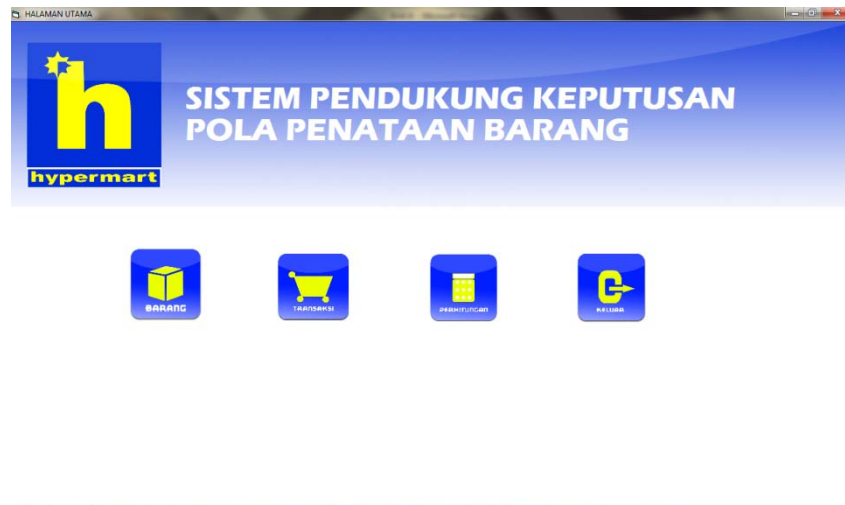 HALAMAN UTAMA
SISTEM PENDUKUNG KEPUTUSAN
POLA PENATAAN BARANG
h
hypermart
BARANG
TRANSAKSI
PERHITUNGAN
KELUAR